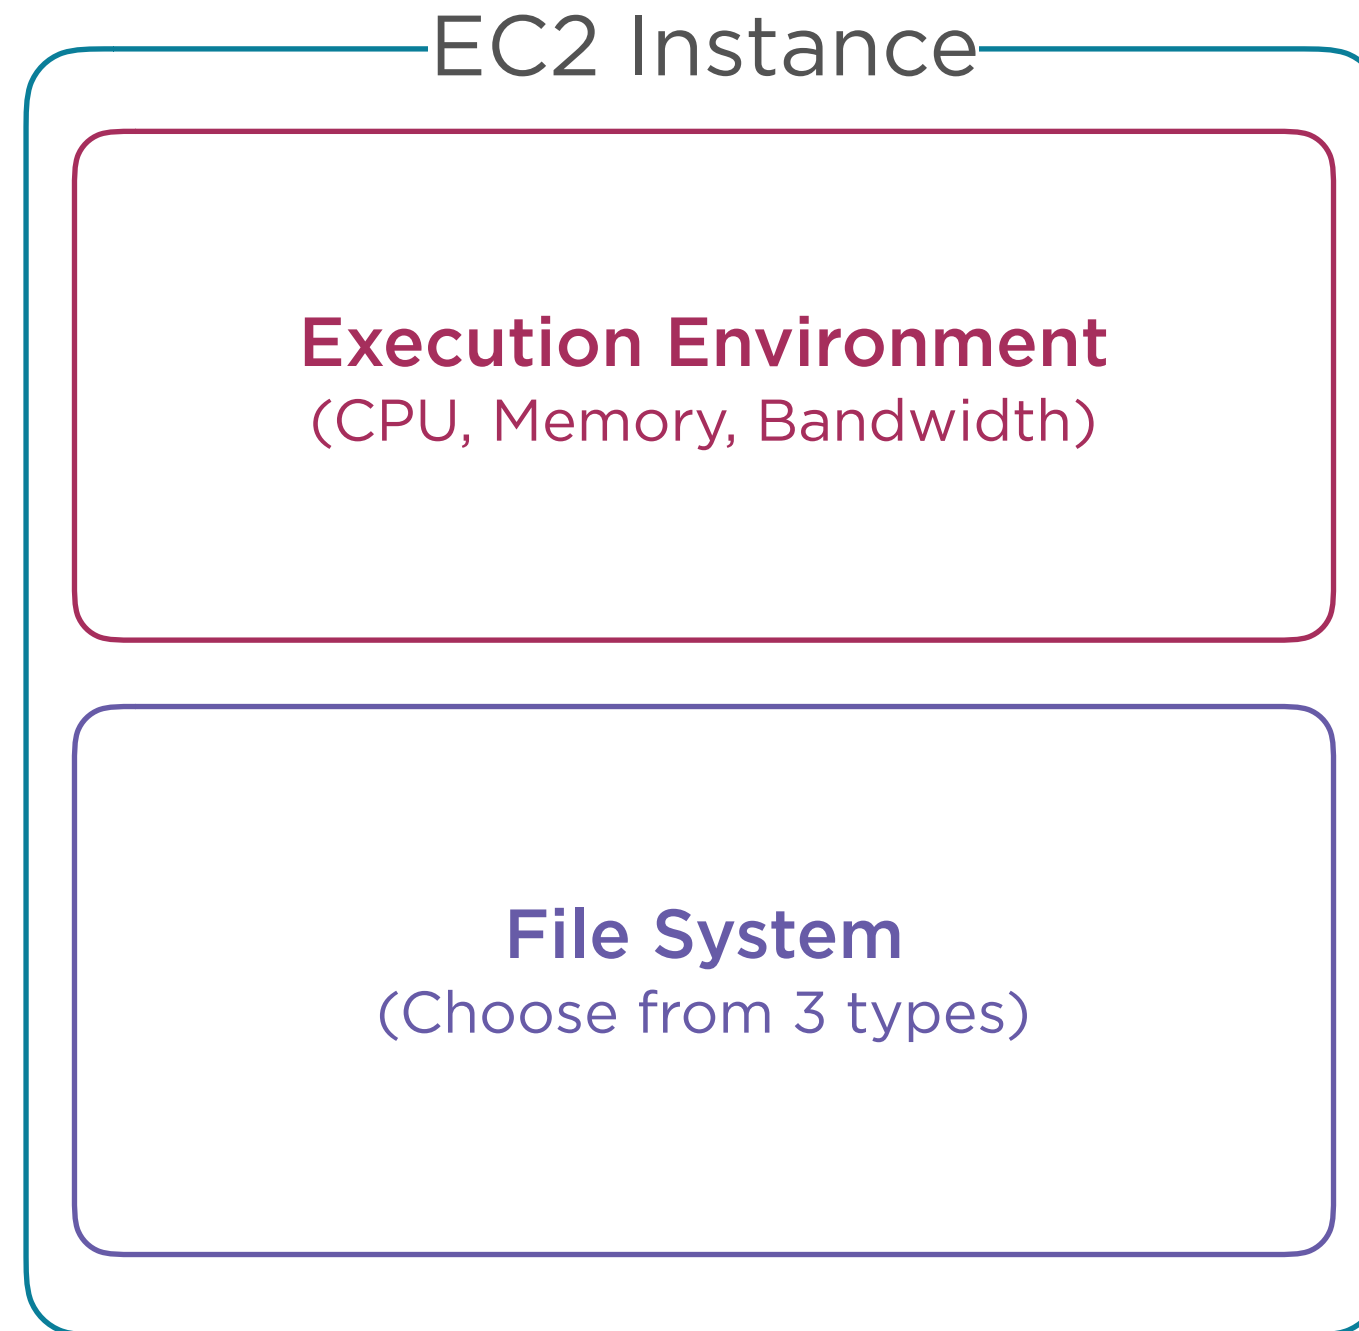 EC2 Instance
Execution Environment
(CPU, Memory, Bandwidth)
File System
(Choose from 3 types)